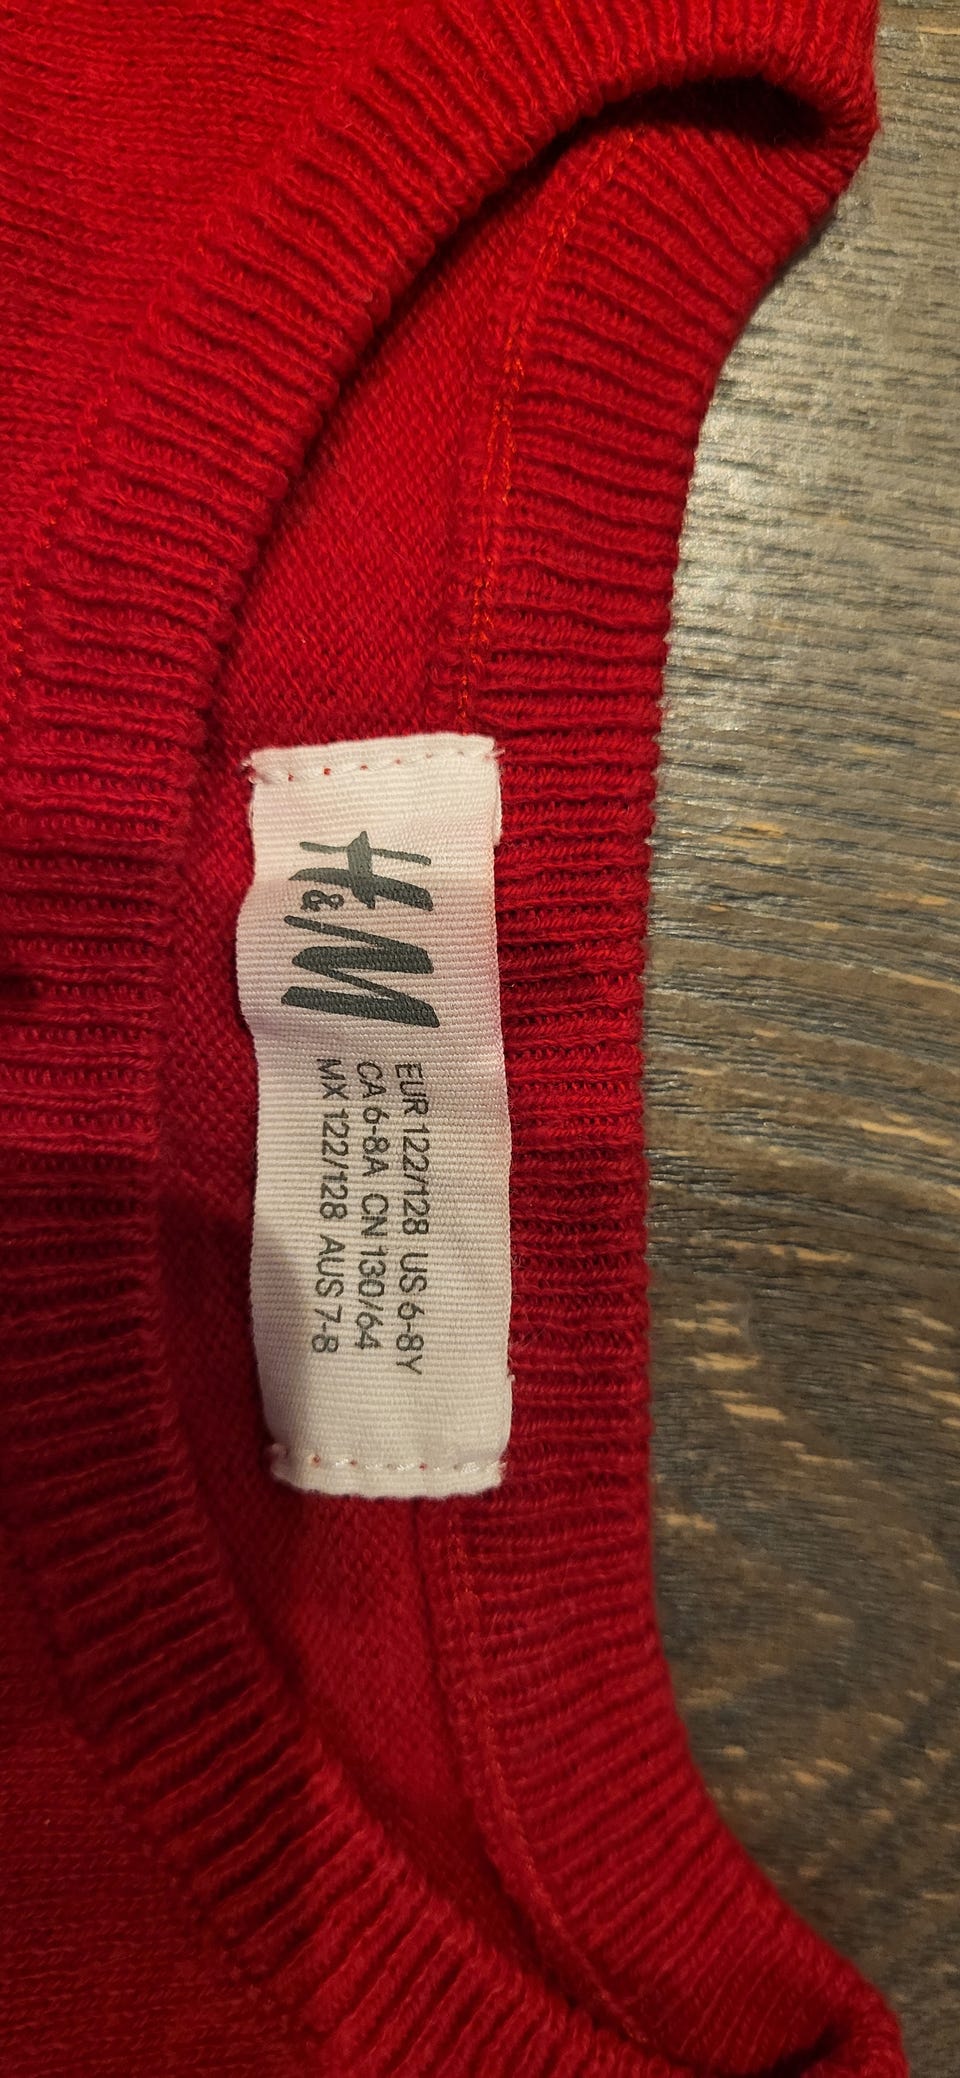 H&M
EUR 122/128 US 6-8Y
CA 6-8A CN 130/64
MX 122/128 AUS 7-8